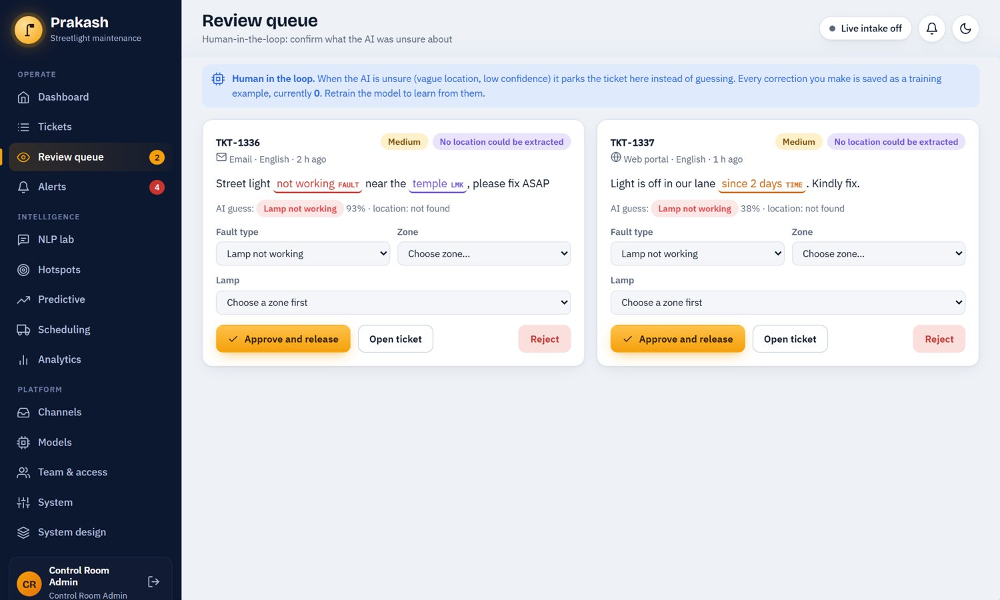 Prakash
Streetlight maintenance
OPERATE
Dashboard
Tickets
Review queue 2
Alerts 4
INTELLIGENCE
NLP lab
Hotspots
Predictive
Scheduling
Analytics
PLATFORM
Channels
Models
Team & access
System
System design
CR
Control Room
Admin
Control Room Admin
Review queue
Human-in-the-loop: confirm what the AI was unsure about
Live intake off
Human in the loop. When the AI is unsure (vague location, low confidence) it parks the ticket here instead of guessing. Every correction you make is saved as a training
example, currently 0. Retrain the model to learn from them.
TKT-1336 Medium No location could be extracted
Email · English · 2 h ago
Street light not working FAULT near the temple LMK, please fix ASAP
AI guess: Lamp not working 93% · location: not found
Fault type Zone
Lamp not working Choose zone...
Lamp
Choose a zone first
Approve and release Open ticket Reject
TKT-1337 Medium No location could be extracted
Web portal · English · 1 h ago
Light is off in our lane since 2 days TIME. Kindly fix.
AI guess: Lamp not working 38% · location: not found
Fault type Zone
Lamp not working Choose zone...
Lamp
Choose a zone first
Approve and release Open ticket Reject